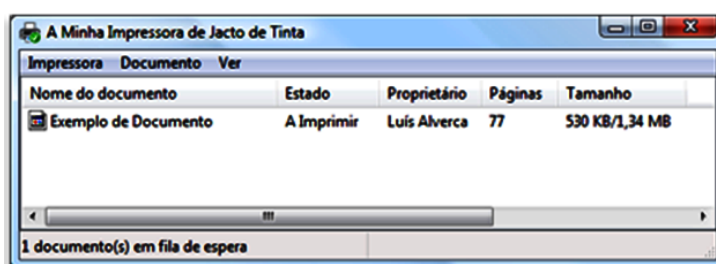 A Minha Impressora de Jacto de Tinta
Impressora Documento Ver
Nome do documento Estado Proprietário Páginas Tamanho
Exemplo de Documento A Imprimir Luís Alverca 77 530 KB/1,34 MB
1 documento(s) em fila de espera